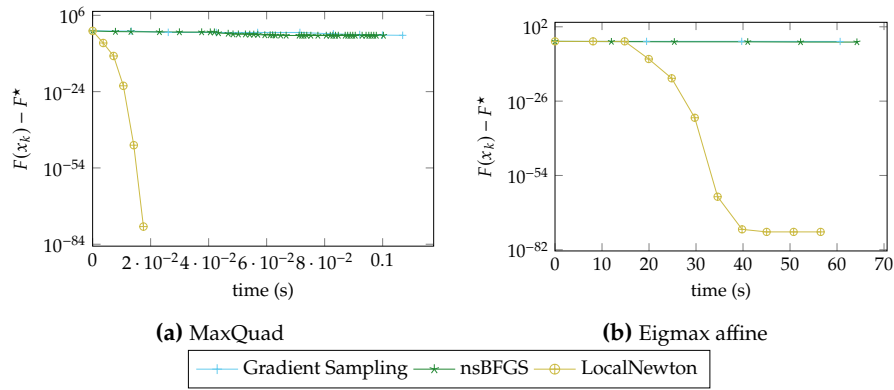 10^6
10^−24
10^−54
10^−84
F(x_k) − F^★
0
2 · 10^−2
4 · 10^−2
6 · 10^−2
8 · 10^−2
0.1
time (s)
(a) MaxQuad
10^2
10^−26
10^−54
10^−82
F(x_k) − F^★
0 10 20 30 40 50 60 70
time (s)
(b) Eigmax affine
Gradient Sampling nsBFGS LocalNewton